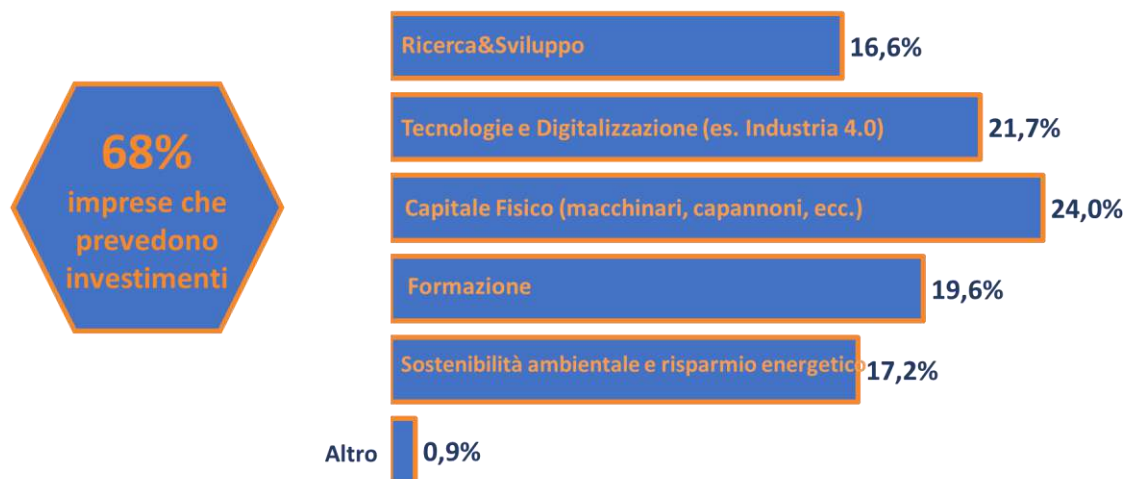 68%
imprese che
prevedono
investimenti
Ricerca&Sviluppo 16,6%
Tecnologie e Digitalizzazione (es. Industria 4.0) 21,7%
Capitale Fisico (macchinari, capannoni, ecc.) 24,0%
Formazione 19,6%
Sostenibilità ambientale e risparmio energetico 17,2%
Altro 0,9%